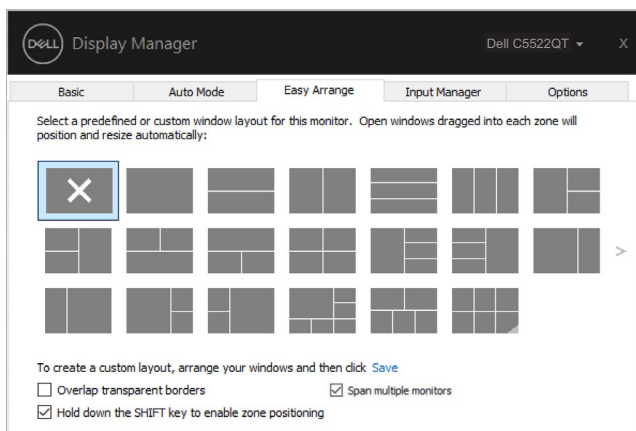 DELL Display Manager Dell C5522QT X
Basic Auto Mode Easy Arrange Input Manager Options
Select a predefined or custom window layout for this monitor. Open windows dragged into each zone will
position and resize automatically:
To create a custom layout, arrange your windows and then click Save
Overlap transparent borders Span multiple monitors
Hold down the SHIFT key to enable zone positioning